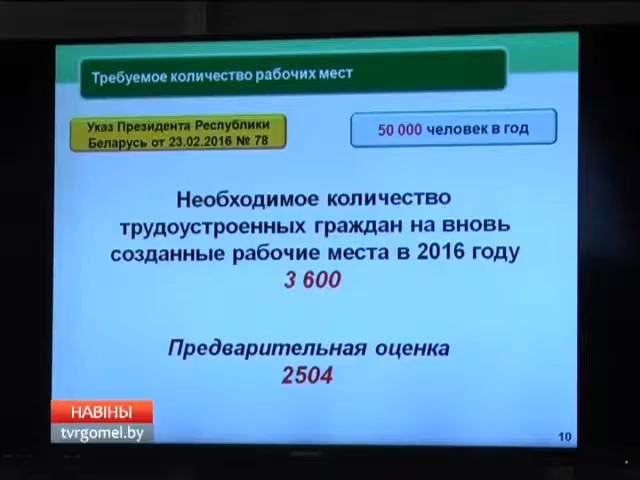 Требуемое количество рабочих мест
Указ Президента Республики
Беларусь от 23.02.2016 № 78
50 000 человек в год
Необходимое количество
трудоустроенных граждан на вновь
созданные рабочие места в 2016 году
3 600
Предварительная оценка
2504
НАВІНЫ
tvrgomel.by
10